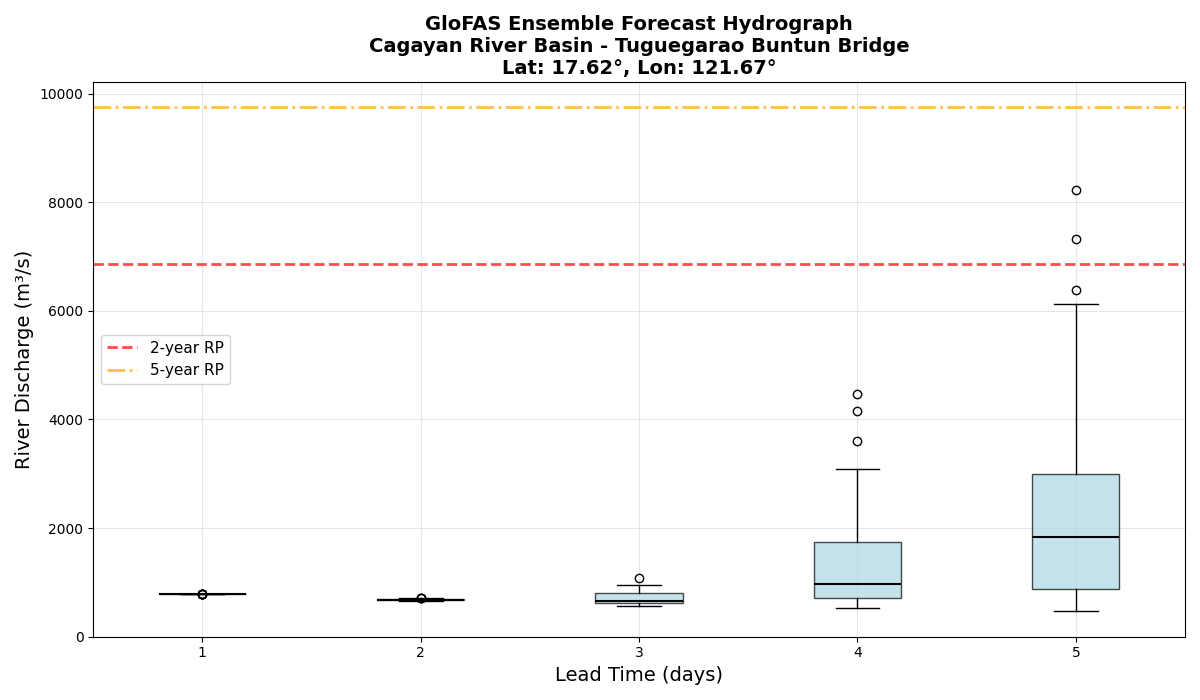 GloFAS Ensemble Forecast Hydrograph
Cagayan River Basin - Tuguegarao Buntun Bridge
Lat: 17.62°, Lon: 121.67°
River Discharge (m³/s)
10000
8000
6000
4000
2000
0
2-year RP
5-year RP
1 2 3 4 5
Lead Time (days)